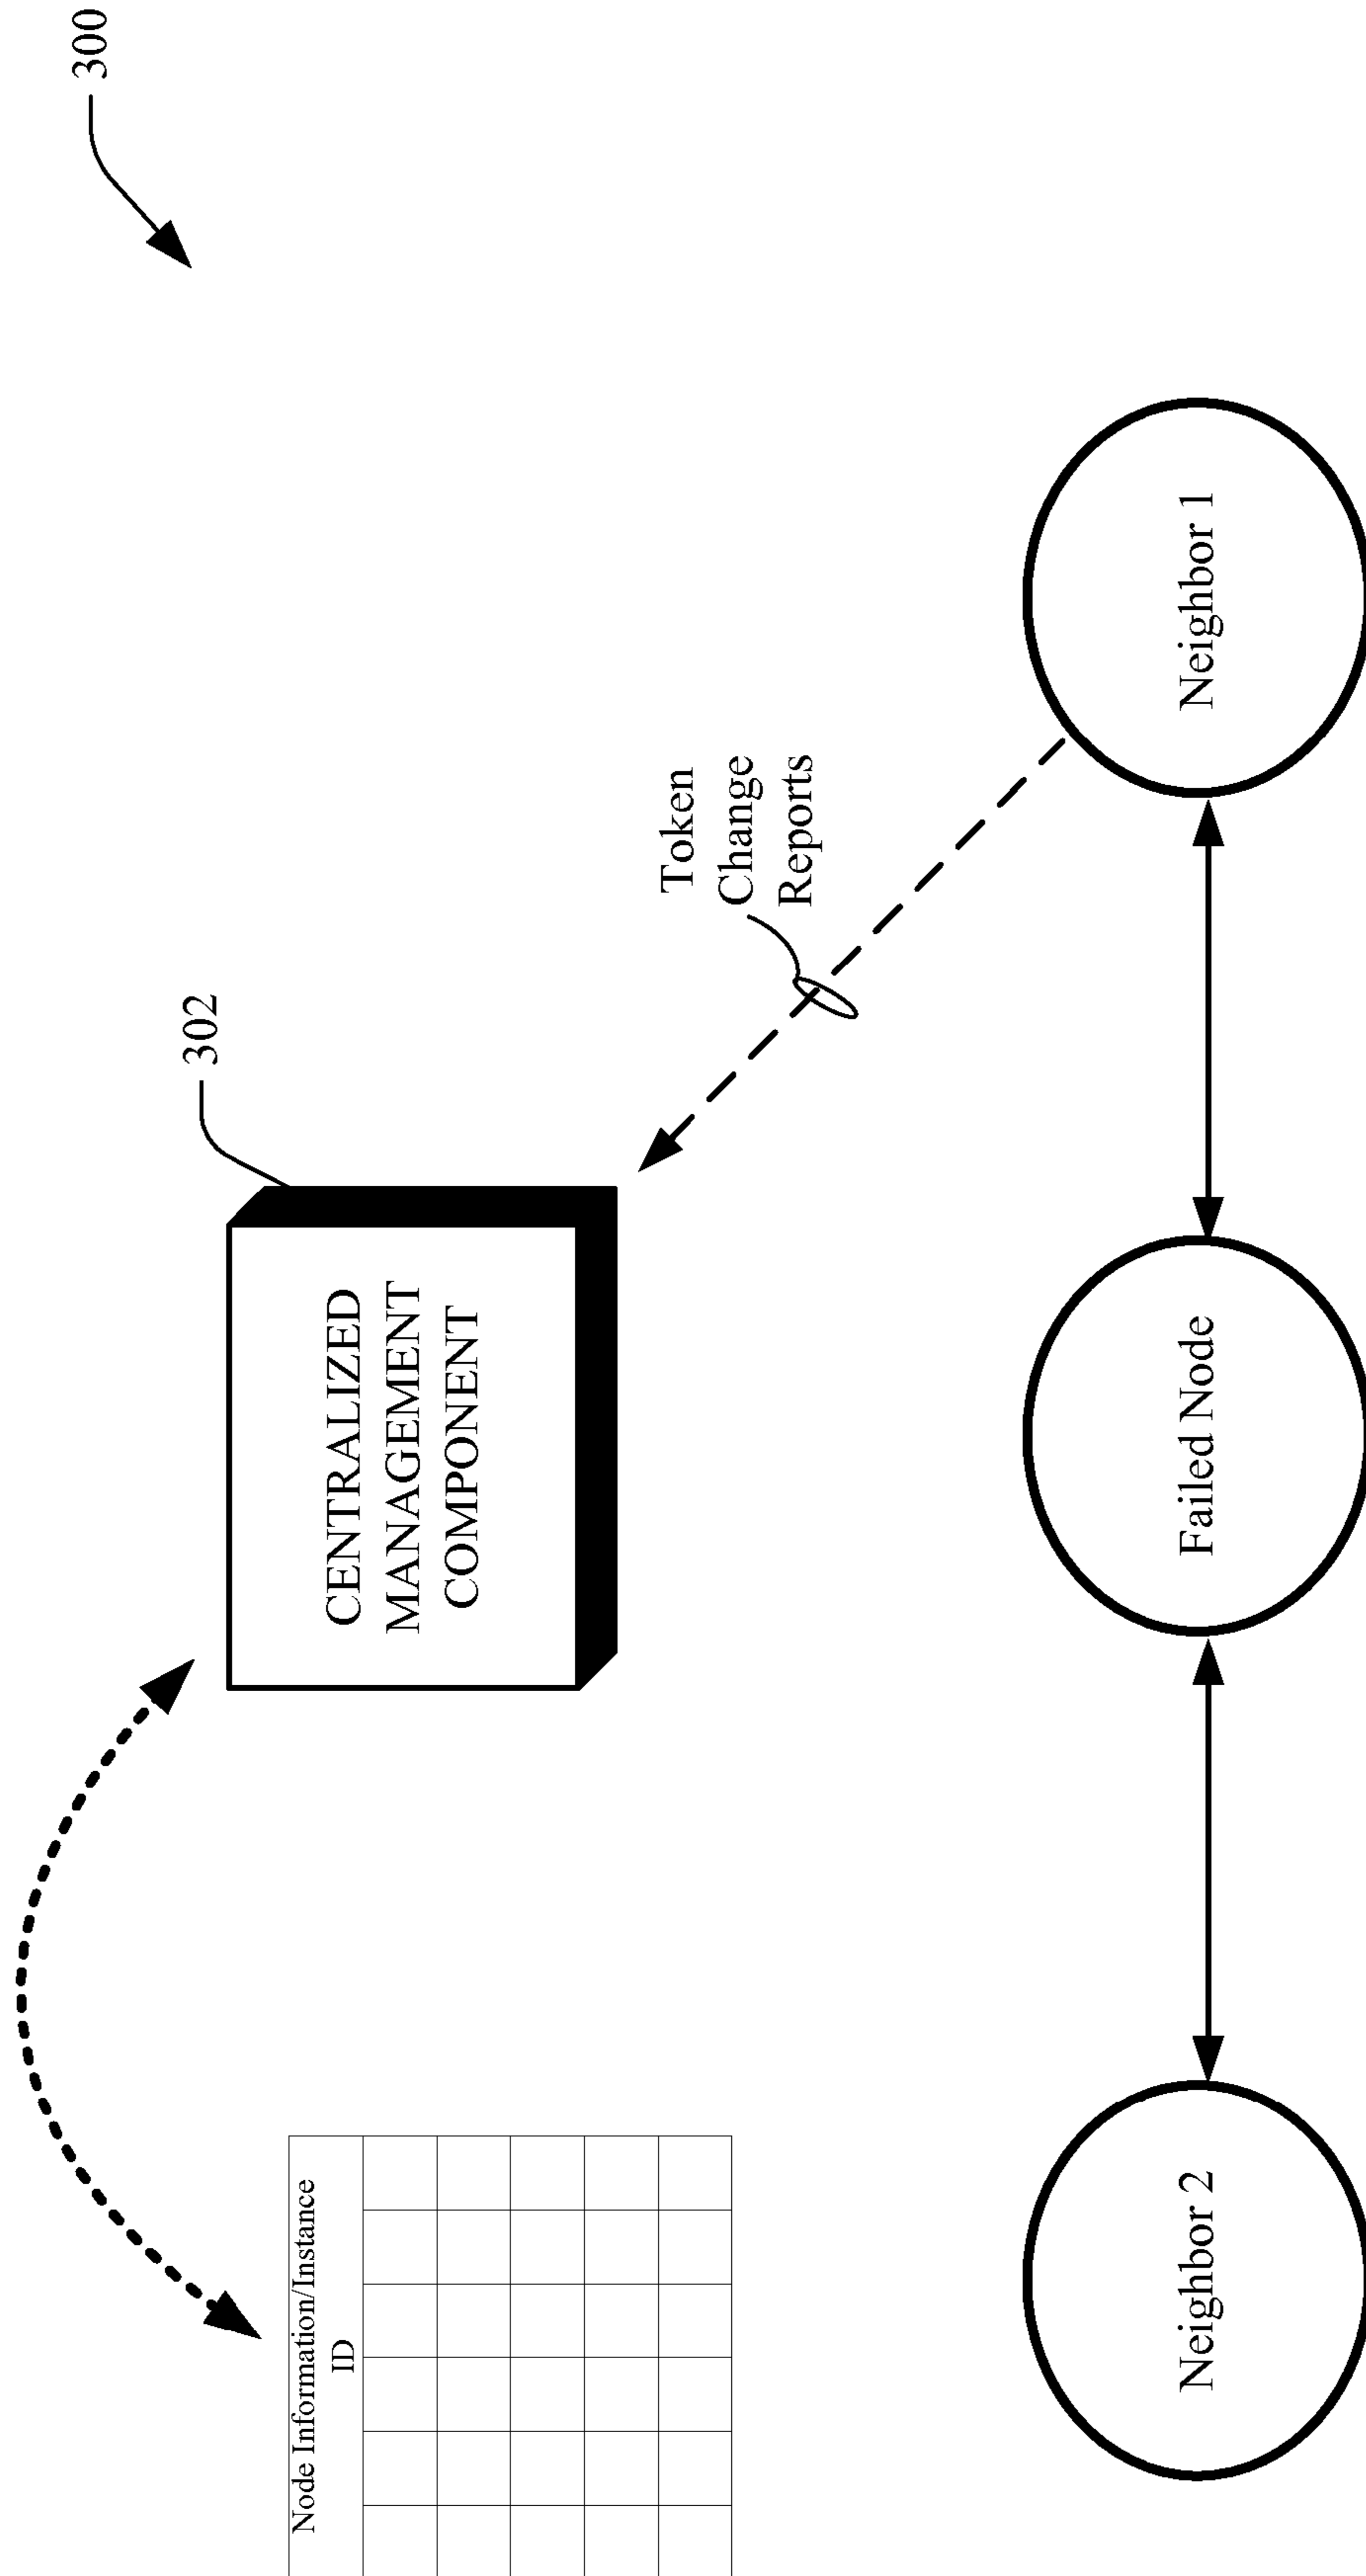 300
302
CENTRALIZED
MANAGEMENT
COMPONENT
Node Information/Instance
ID
Token
Change
Reports
Neighbor 2
Failed Node
Neighbor 1